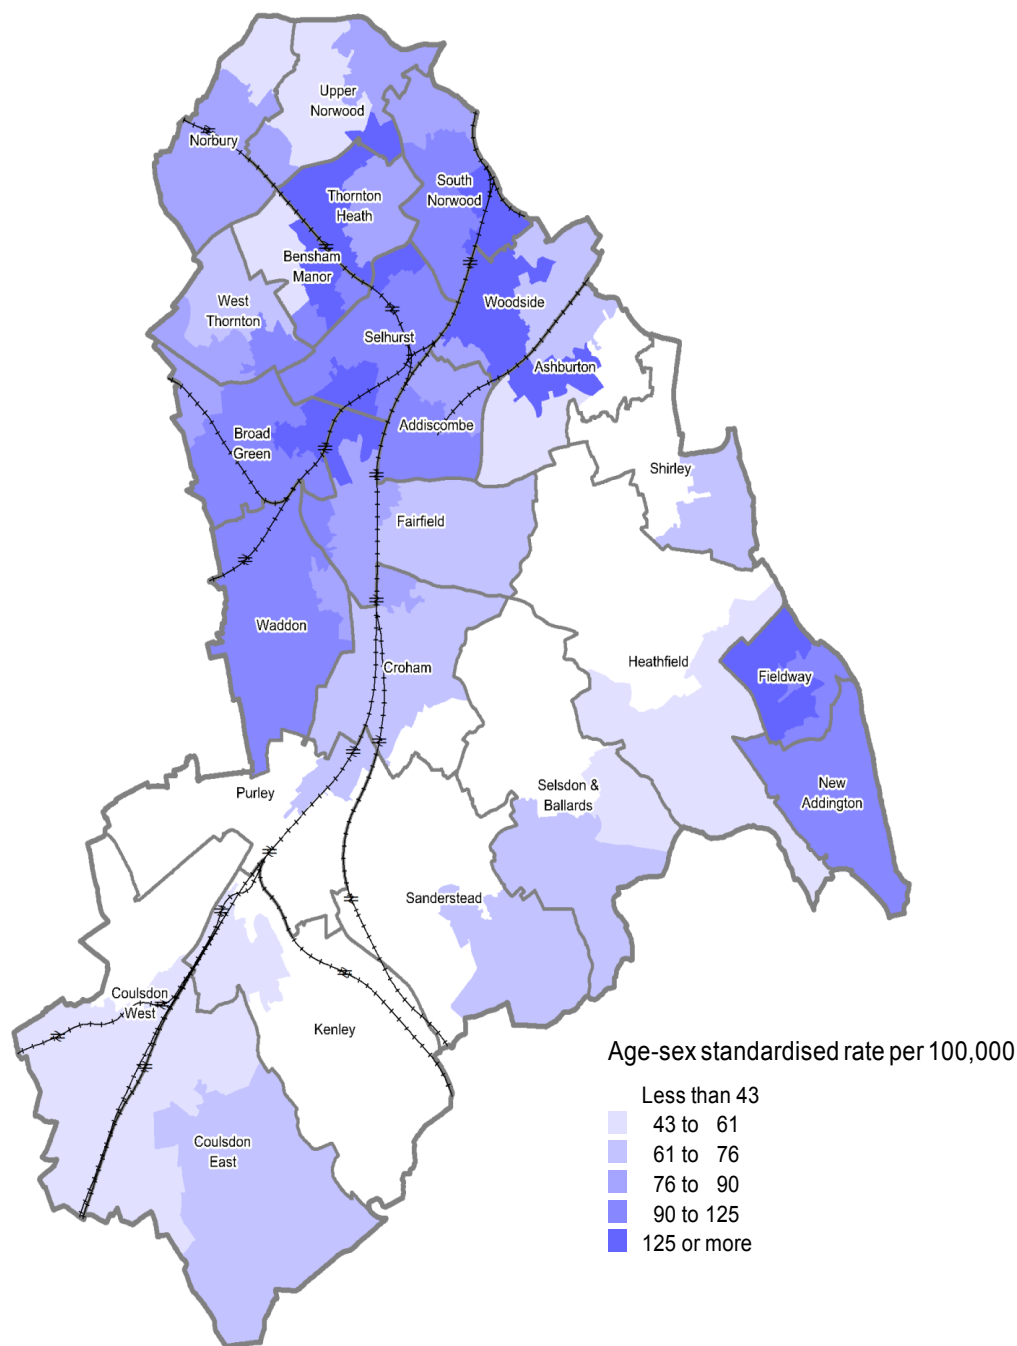 Upper
Norwood
Norbury
Thornton
Heath
South
Norwood
Bensham
Manor
West
Thornton
Woodside
Selhurst
Ashburton
Addiscombe
Broad
Green
Shirley
Fairfield
Waddon
Croham
Heathfield
Fieldway
New
Addington
Purley
Selsdon &
Ballards
Sanderstead
Coulsdon
West
Kenley
Coulsdon
East
Age-sex standardised rate per 100,000
Less than 43
43 to 61
61 to 76
76 to 90
90 to 125
125 or more